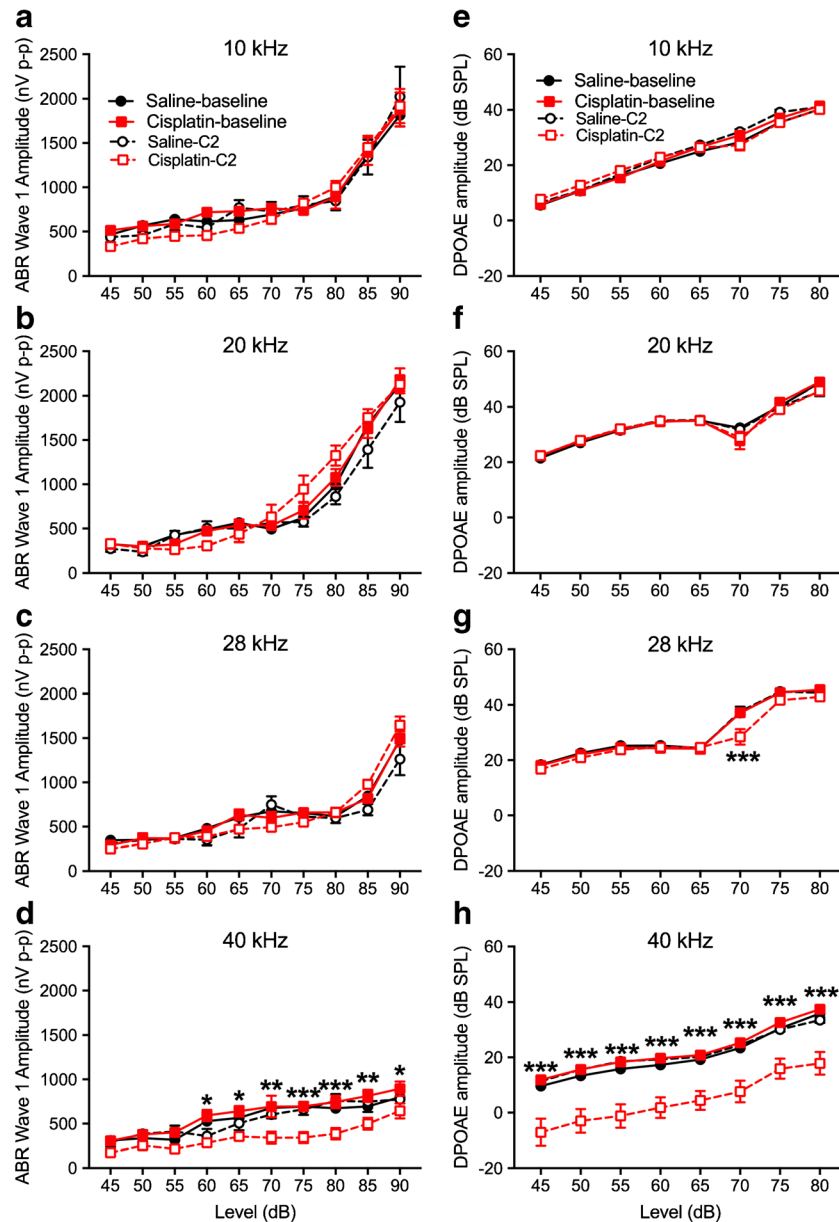 a
10 kHz
ABR Wave 1 Amplitude (nV p-p)
2500
2000
1500
1000
500
0
Saline-baseline
Cisplatin-baseline
Saline-C2
Cisplatin-C2
45 50 55 60 65 70 75 80 85 90
e
10 kHz
DPOAE amplitude (dB SPL)
60
40
20
0
-20
Saline-baseline
Cisplatin-baseline
Saline-C2
Cisplatin-C2
45 50 55 60 65 70 75 80
b
20 kHz
ABR Wave 1 Amplitude (nV p-p)
2500
2000
1500
1000
500
0
45 50 55 60 65 70 75 80 85 90
f
20 kHz
DPOAE amplitude (dB SPL)
60
40
20
0
-20
45 50 55 60 65 70 75 80
c
28 kHz
ABR Wave 1 Amplitude (nV p-p)
2500
2000
1500
1000
500
0
45 50 55 60 65 70 75 80 85 90
g
28 kHz
DPOAE amplitude (dB SPL)
60
40
20
0
-20
***
45 50 55 60 65 70 75 80
d
40 kHz
ABR Wave 1 Amplitude (nV p-p)
2500
2000
1500
1000
500
0
* * ** *** *** ** *
45 50 55 60 65 70 75 80 85 90
Level (dB)
h
40 kHz
DPOAE amplitude (dB SPL)
60
40
20
0
-20
*** *** *** *** *** *** *** ***
45 50 55 60 65 70 75 80
Level (dB)